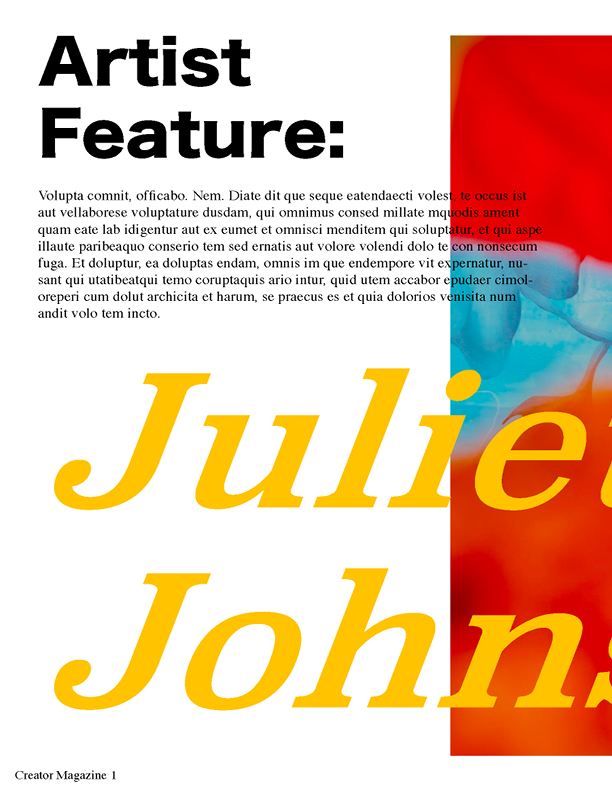 Artist
Feature:
Volupta comnit, officabo. Nem. Diate dit que seque eatendaecti volest, te occus ist
aut vellaborese voluptature dusdam, qui omnimus consed millate mquodis ament
quam eate lab idigentur aut ex eumet et omnisci menditem qui soluptatur, et qui aspe
illaute paribeaquo conserio tem sed ernatis aut volore volendi dolo te con nonsecum
fuga. Et doluptur, ea doluptas endam, omnis im que endempore vit expernatur, nu-
sant qui utatibeatqui temo coruptaquis ario intur, quid utem accabor epudaer cimol-
oreperi cum dolut archicita et harum, se praecus es et quia dolorios venisita num
andit volo tem incto.
Juliet
Johns
Creator Magazine 1